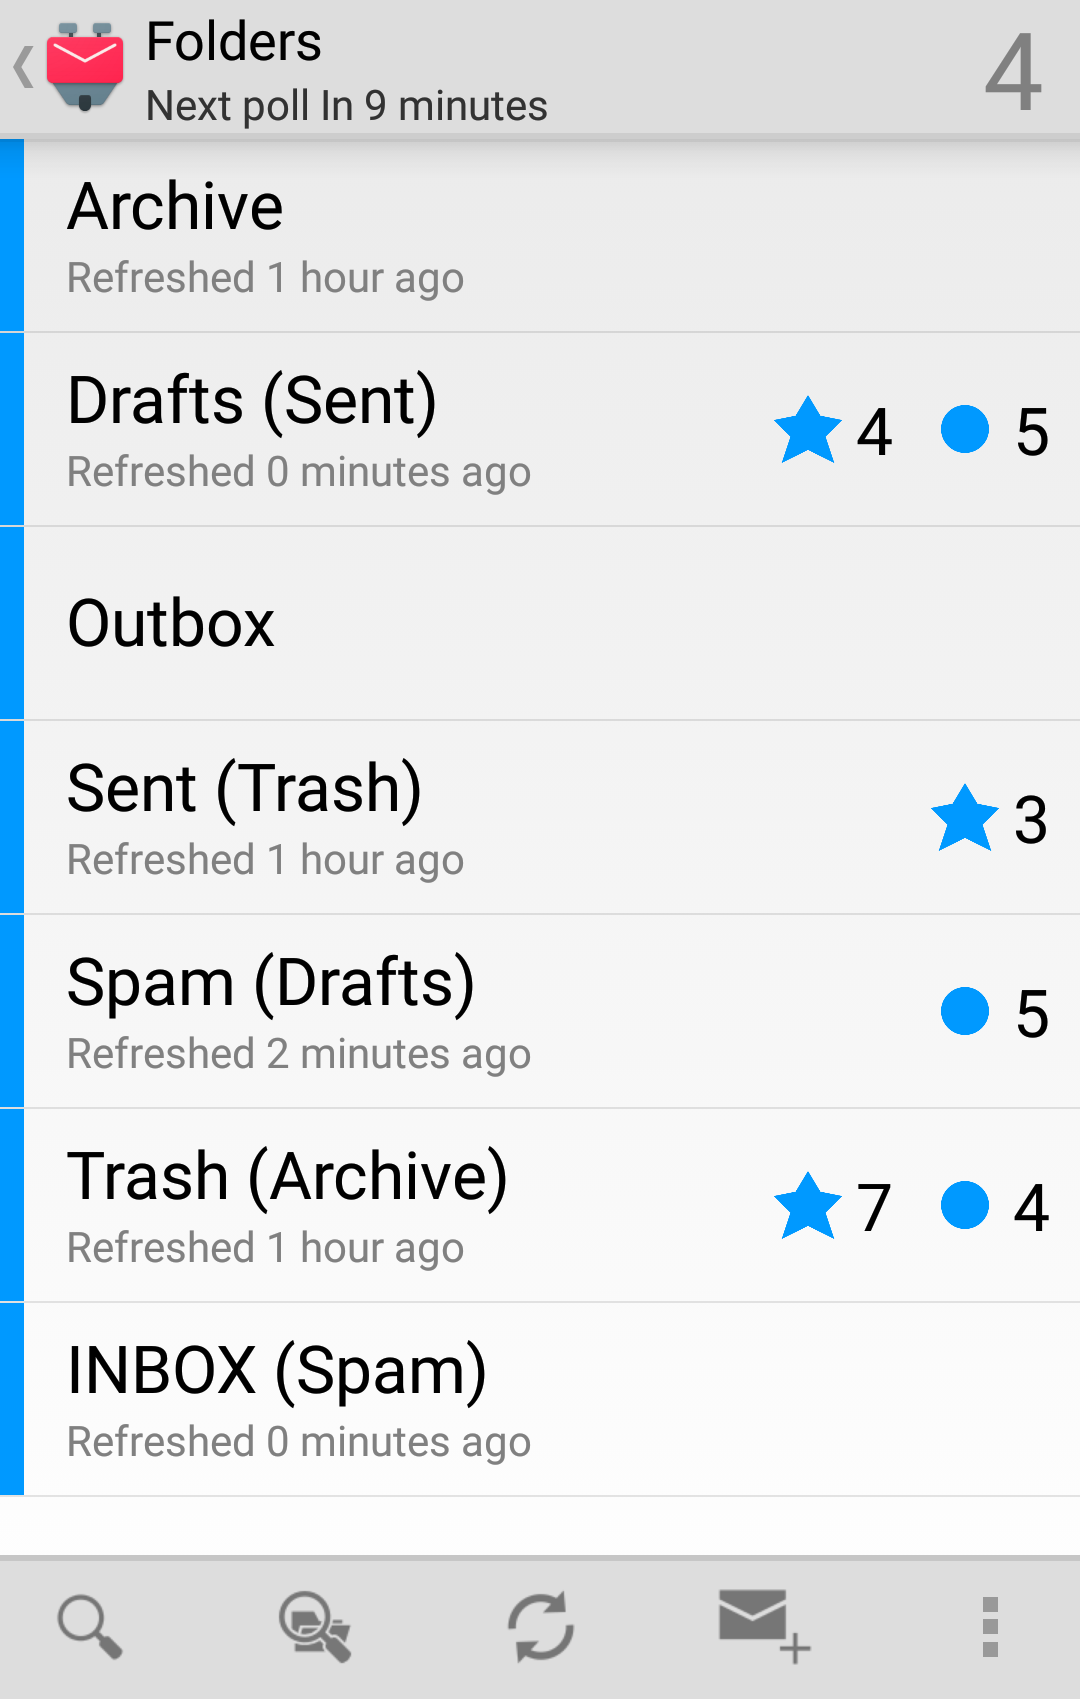 Folders
Next poll In 9 minutes
4
Archive
Refreshed 1 hour ago
Drafts (Sent)
4 5
Refreshed 0 minutes ago
Outbox
Sent (Trash)
3
Refreshed 1 hour ago
Spam (Drafts)
5
Refreshed 2 minutes ago
Trash (Archive)
7 4
Refreshed 1 hour ago
INBOX (Spam)
Refreshed 0 minutes ago